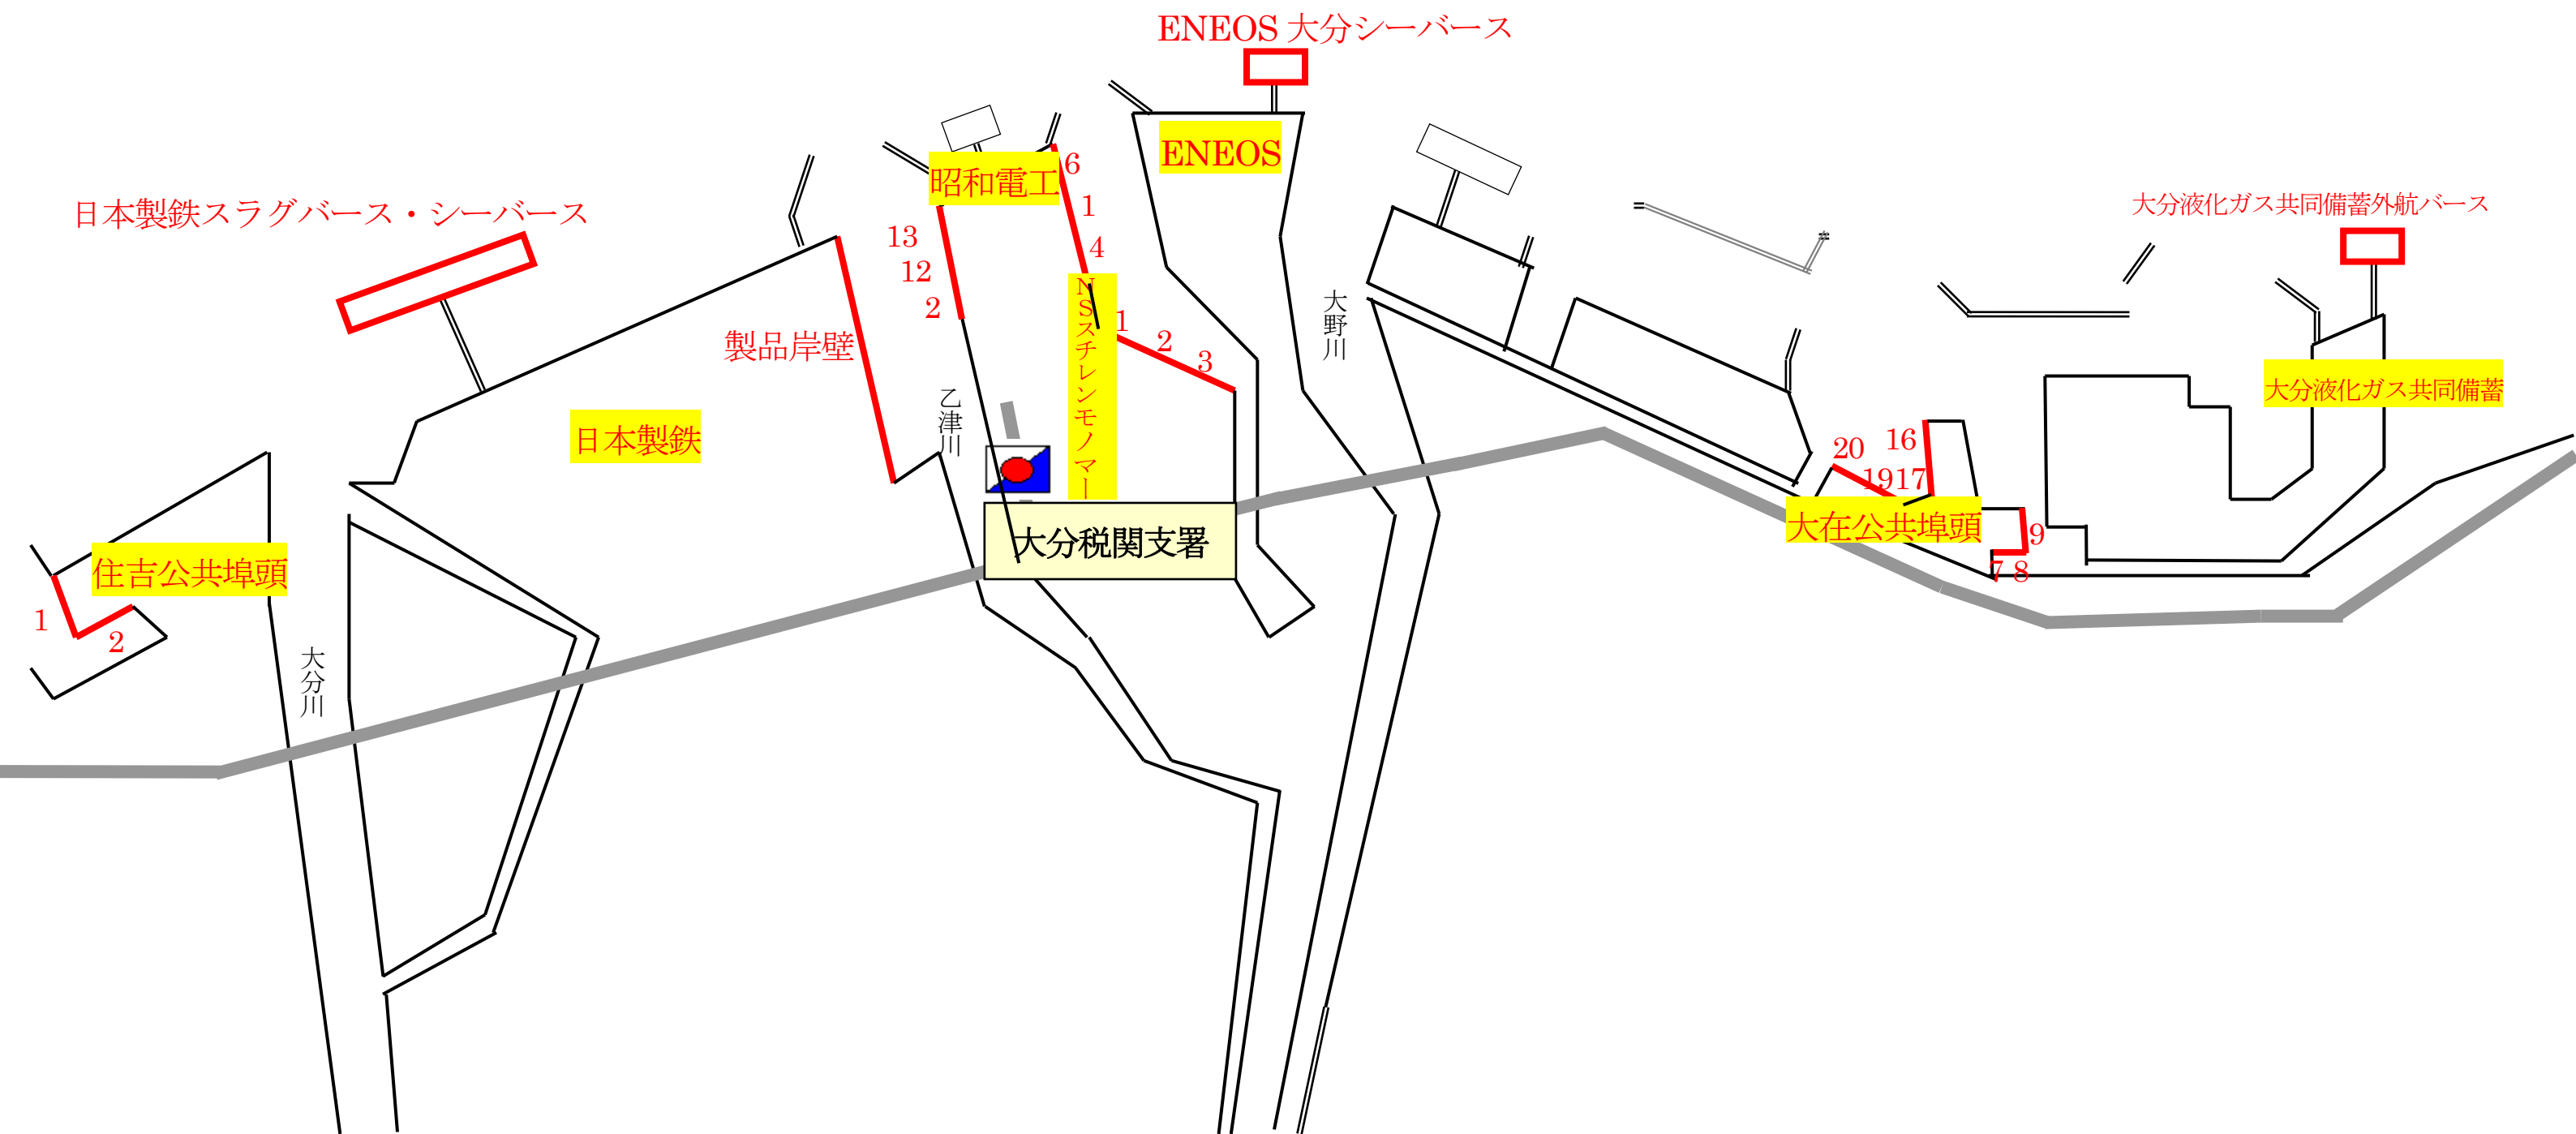 ENEOS 大分シーバース
ENEOS
昭和電工
6
1
4
13
12
2
日本製鉄スラグバース・シーバース
大分液化ガス共同備蓄外航バース
製品岸壁
NSスチレンモノマー
1
2
3
大野川
乙津川
大分液化ガス共同備蓄
日本製鉄
20
16
19
17
大分税関支署
大在公共埠頭
9
7
8
住吉公共埠頭
1
2
大分川